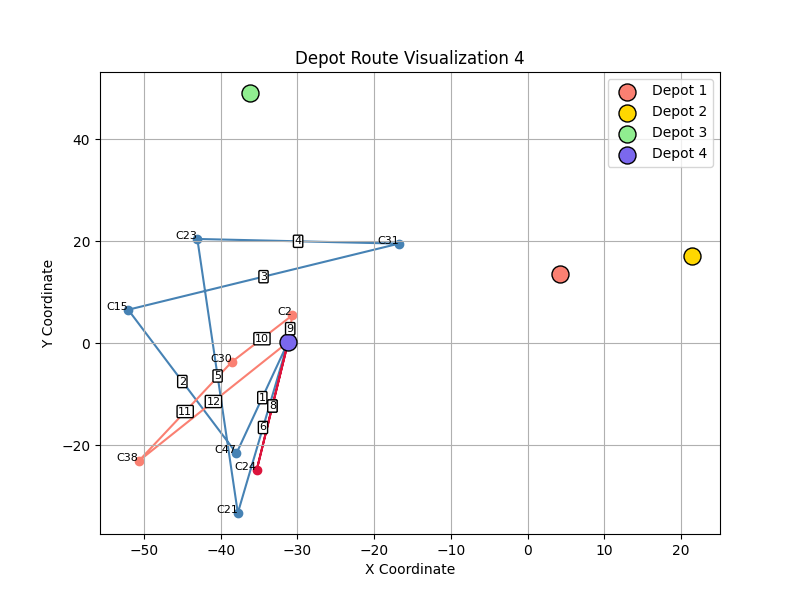 Depot Route Visualization 4
Depot 1
Depot 2
Depot 3
Depot 4
40
20
0
−20
Y Coordinate
C23
4
C31
3
C15
C2
9
10
C30
5
2
1
12
8
11
6
C47
C38
C24
C21
−50
−40
−30
−20
−10
0
10
20
X Coordinate